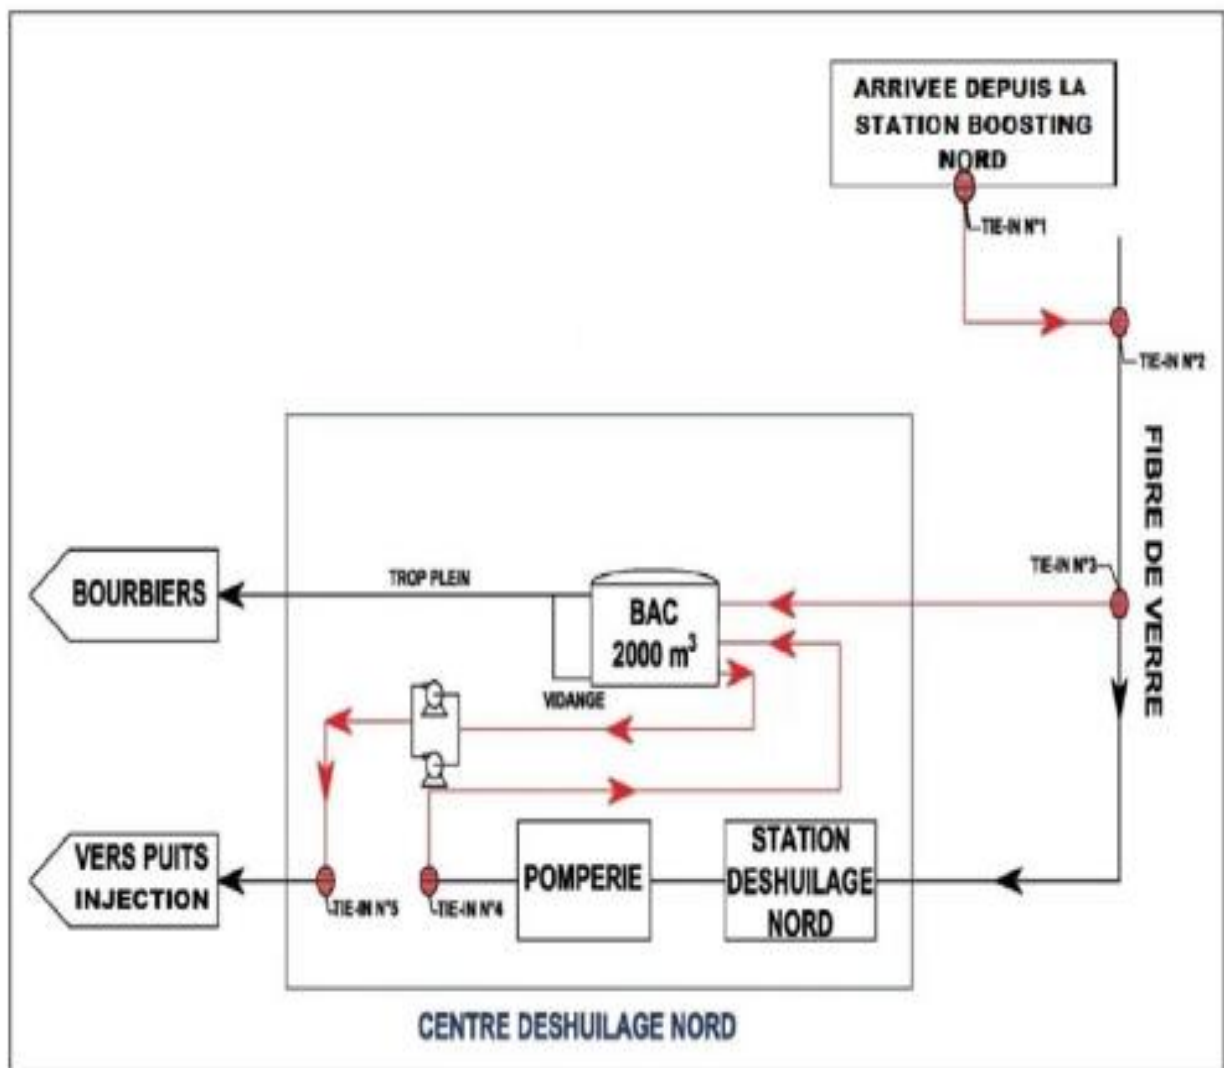 ARRIVEE DEPUIS LA
STATION BOOSTING
NORD
TIE-IN N°1
TIE-IN N°2
FIBRE DE VERRE
TIE-IN N°3
BOURBIERS
TROP PLEIN
BAC
2000 m³
VIDANGE
VERS PUITS
INJECTION
TIE-IN N°5
TIE-IN N°4
POMPERIE
STATION
DESHUILAGE
NORD
CENTRE DESHUILAGE NORD